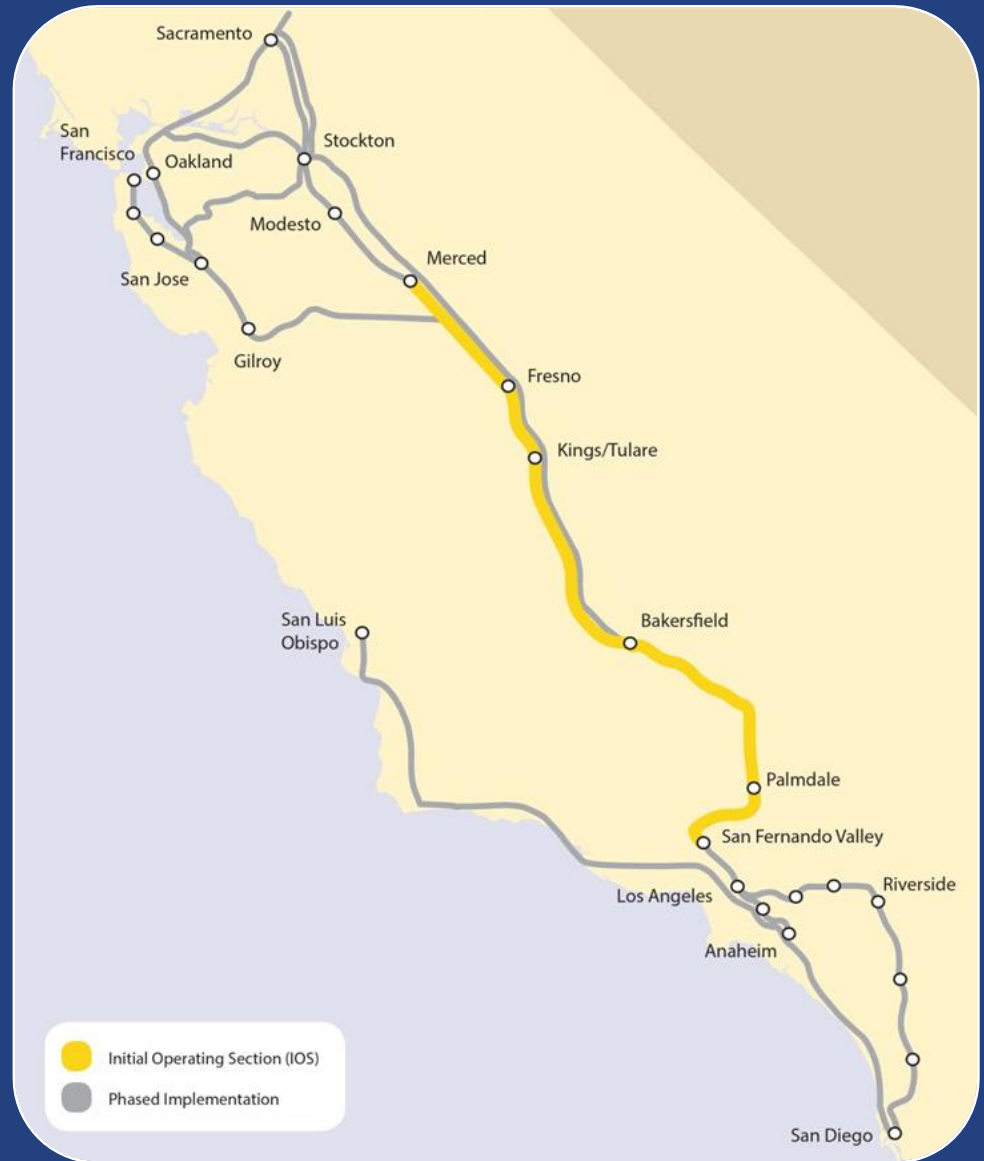 Sacramento
San
Francisco
Oakland
Stockton
Modesto
Merced
San Jose
Gilroy
Fresno
Kings/Tulare
San Luis
Obispo
Bakersfield
Palmdale
San Fernando Valley
Los Angeles
Riverside
Anaheim
Initial Operating Section (IOS)
Phased Implementation
San Diego